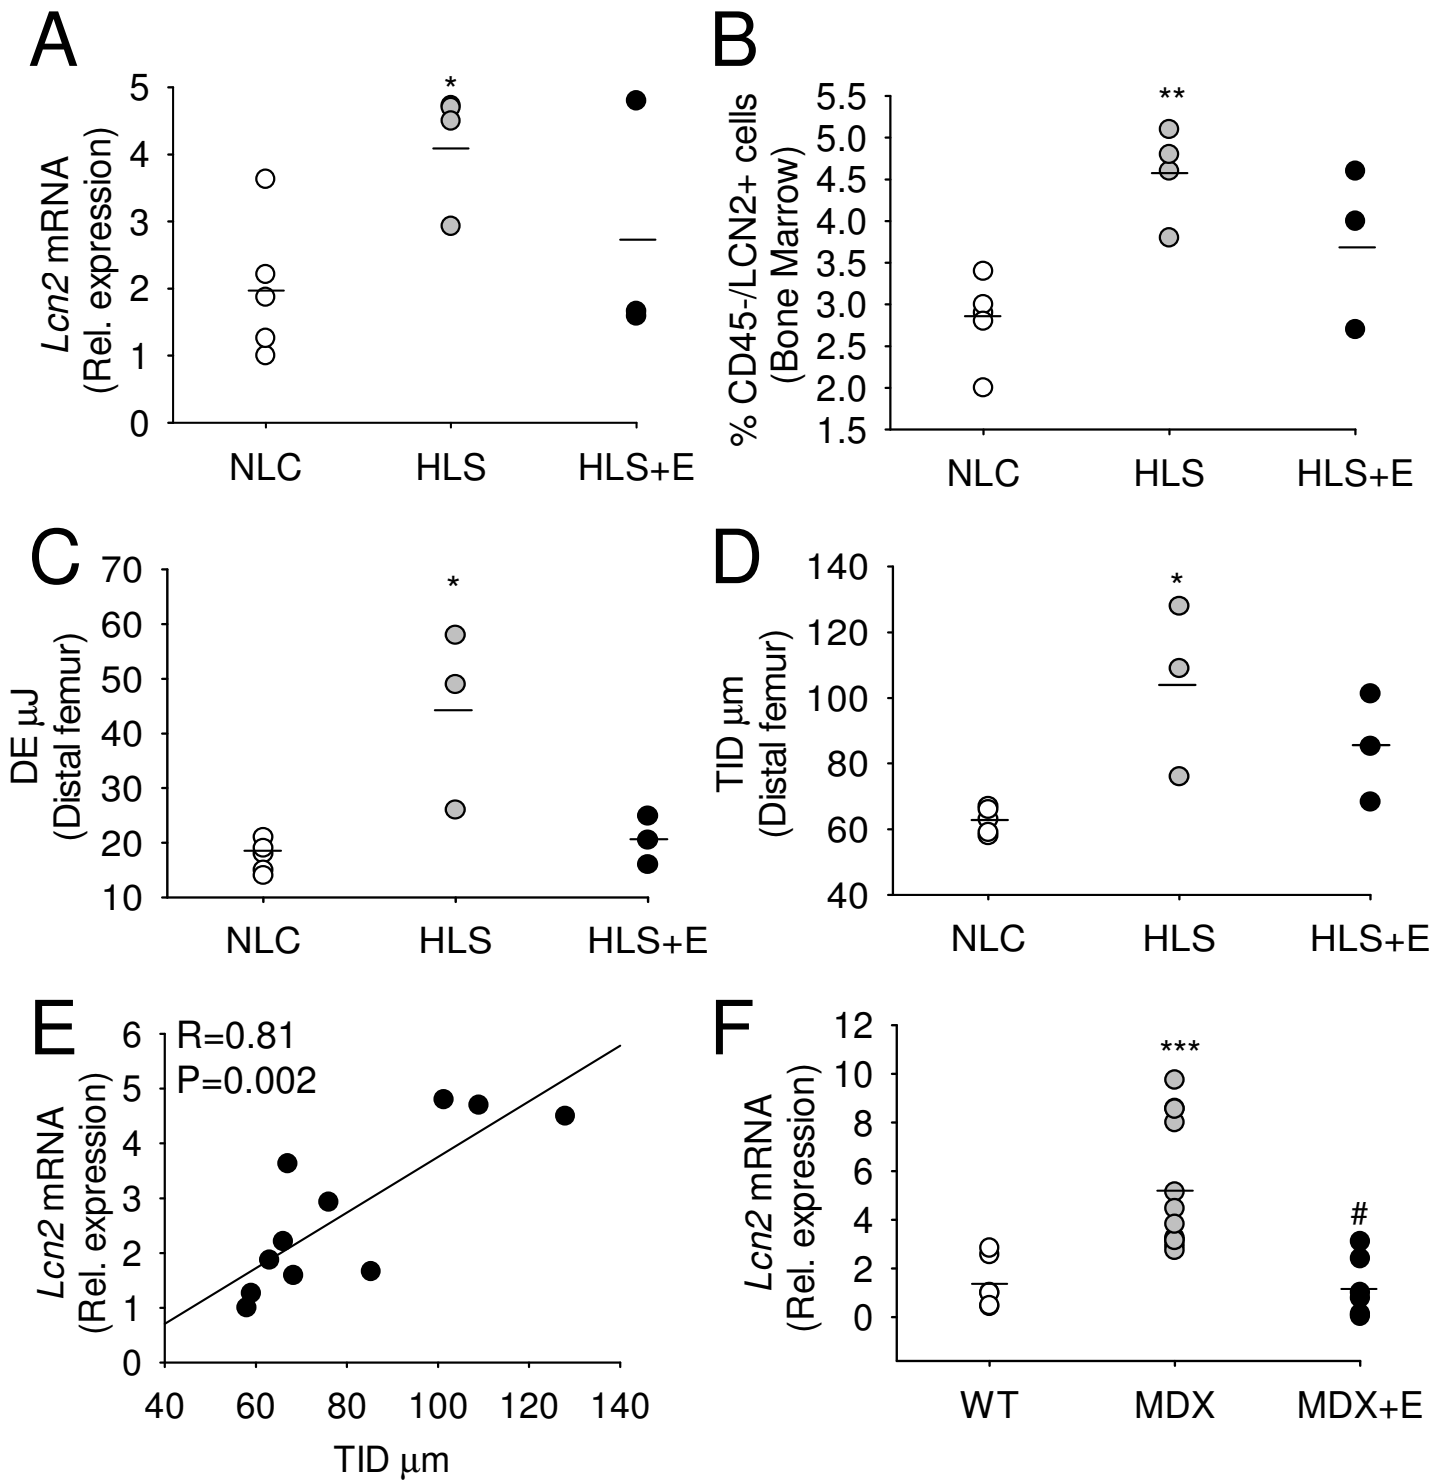 A
Lcn2 mRNA
(Rel. expression)
5
4
3
2
1
0
*
NLC
HLS
HLS+E
B
% CD45-/LCN2+ cells
(Bone Marrow)
5.5
5.0
4.5
4.0
3.5
3.0
2.5
2.0
1.5
**
NLC
HLS
HLS+E
C
DE μJ
(Distal femur)
70
60
50
40
30
20
10
*
NLC
HLS
HLS+E
D
TID μm
(Distal femur)
140
120
100
80
60
40
*
NLC
HLS
HLS+E
E
Lcn2 mRNA
(Rel. expression)
6
5
4
3
2
1
0
R=0.81
P=0.002
40 60 80 100 120 140
TID μm
F
Lcn2 mRNA
(Rel. expression)
12
10
8
6
4
2
0
***
#
WT
MDX
MDX+E